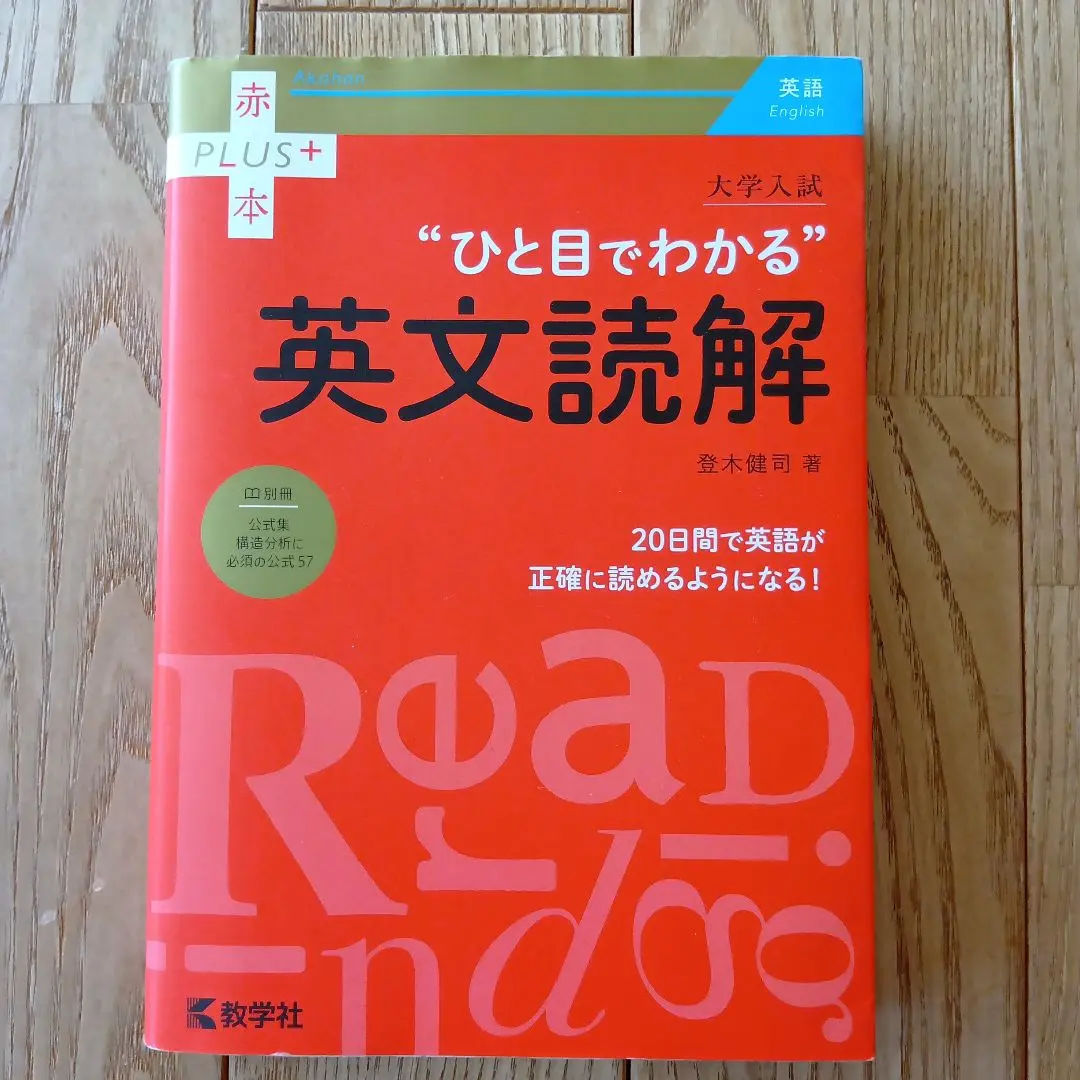 Akahon
赤
PLUS+
本
英語
English
大学入試
“ひと目でわかる”
英文読解
登木健司 著
別冊
公式集
構造分析に
必須の公式57
20日間で英語が
正確に読めるようになる!
ReaD
教学社